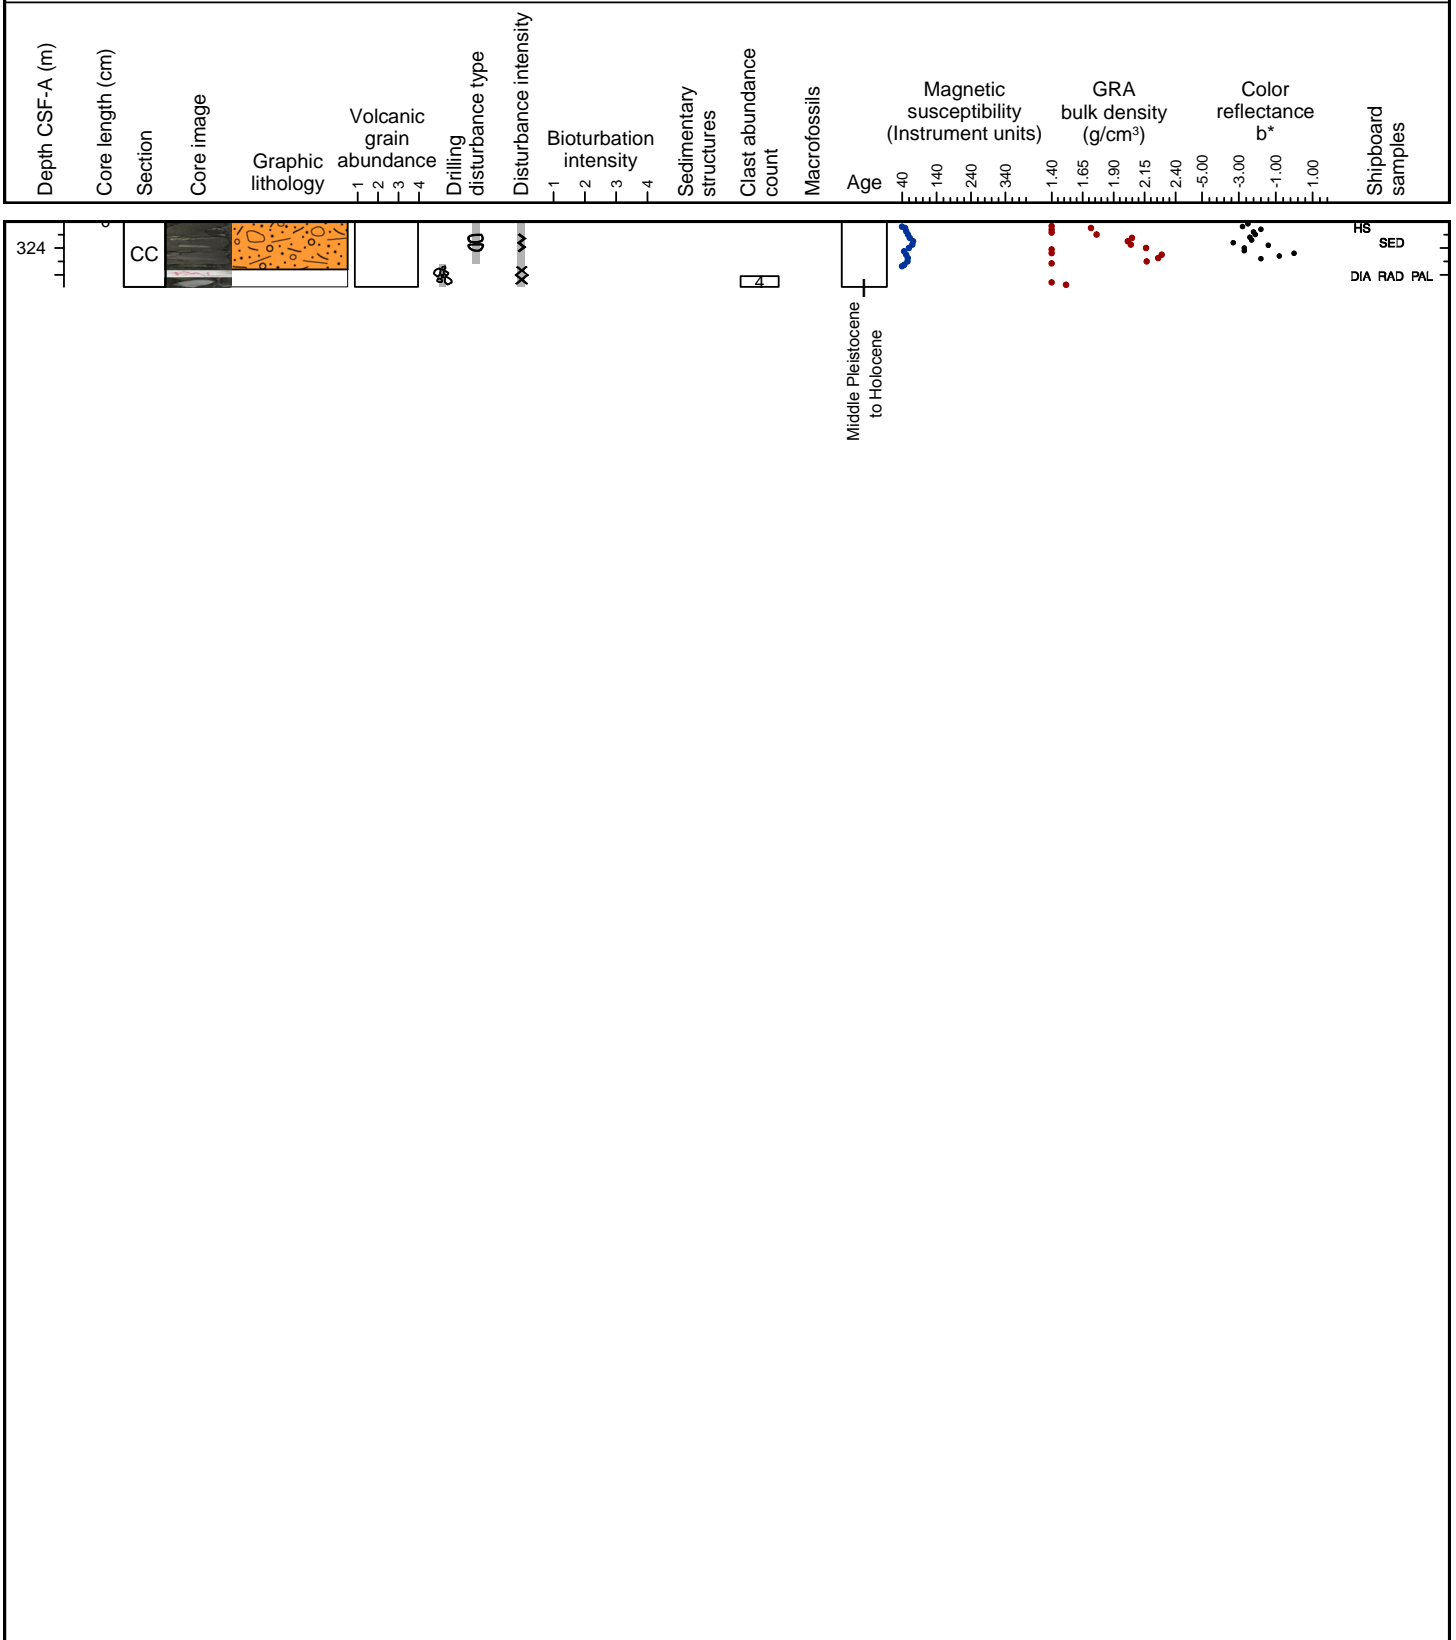 Depth CSF-A (m)
Core length (cm)
Section
Core image
Graphic
lithology
Volcanic
grain
abundance
1 2 3 4
Drilling
disturbance type
Disturbance intensity
Bioturbation
intensity
1 2 3 4
Sedimentary
structures
Clast abundance
count
Macrofossils
Age
Magnetic
susceptibility
(Instrument units)
40 140 240 340
GRA
bulk density
(g/cm³)
1.40 1.65 1.90 2.15 2.40
Color
reflectance
b*
-5.00 -3.00 -1.00 1.00
Shipboard
samples
324
CC
4
Middle Pleistocene
to Holocene
HS
SED
DIA RAD PAL